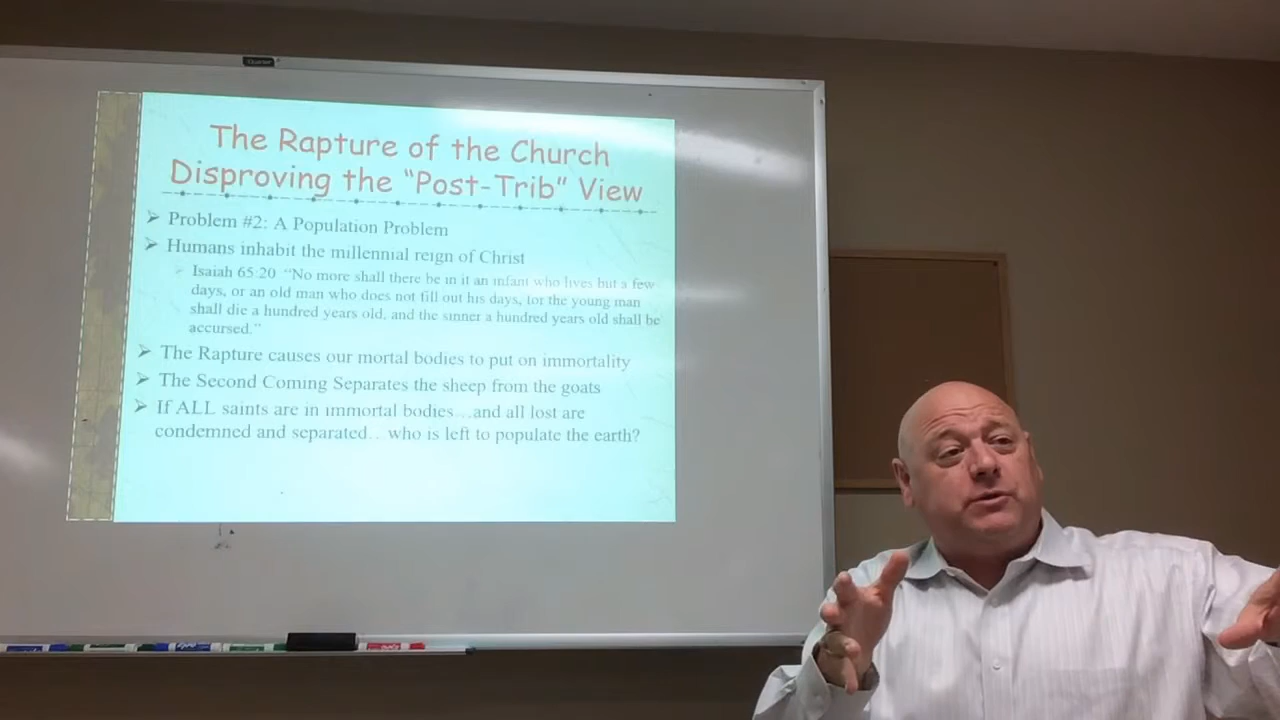 The Rapture of the Church
Disproving the “Post-Trib” View
Problem #2: A Population Problem
Humans inhabit the millennial reign of Christ
Isaiah 65:20 “No more shall there be in it an infant who lives but a few
days, or an old man who does not fill out his days, for the young man
shall die a hundred years old, and the sinner a hundred years old shall be
accursed.”
The Rapture causes our mortal bodies to put on immortality
The Second Coming Separates the sheep from the goats
If ALL saints are in immortal bodies…and all lost are
condemned and separated… who is left to populate the earth?